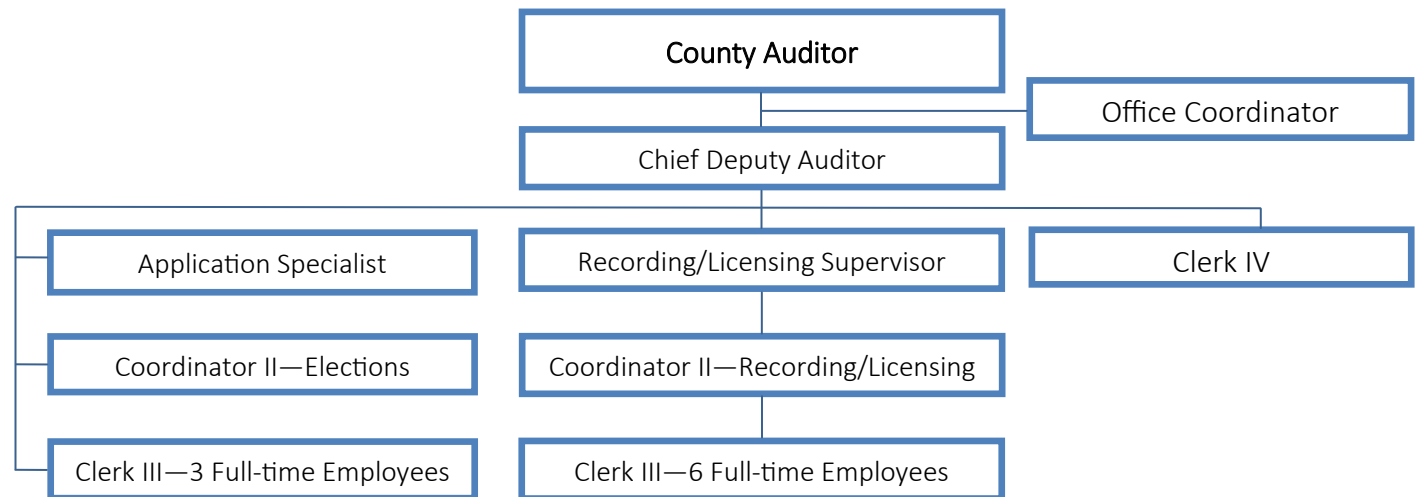 County Auditor
Office Coordinator
Chief Deputy Auditor
Application Specialist
Recording/Licensing Supervisor
Clerk IV
Coordinator II—Elections
Coordinator II—Recording/Licensing
Clerk III—3 Full-time Employees
Clerk III—6 Full-time Employees